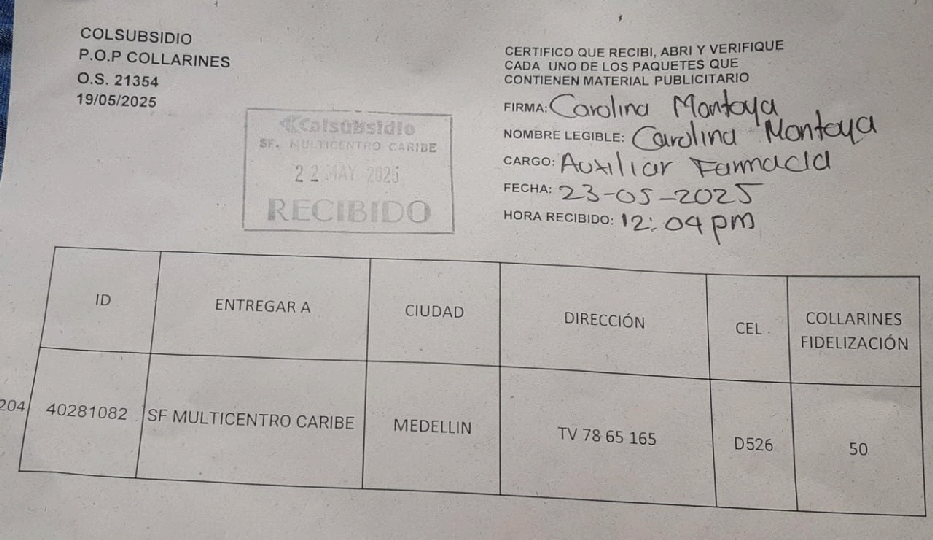 COLSUBSIDIO
P.O.P COLLARINES
O.S. 21354
19/05/2025
Colsubsidio
SF. MULTICENTRO CARIBE
22 MAY 2025
RECIBIDO
CERTIFICO QUE RECIBI, ABRI Y VERIFIQUE
CADA UNO DE LOS PAQUETES QUE
CONTIENEN MATERIAL PUBLICITARIO
FIRMA: Carolina Montoya
NOMBRE LEGIBLE: Carolina Montoya
CARGO: Auxiliar Farmacia
FECHA: 23-05-2025
HORA RECIBIDO: 12:04 pm
ID ENTREGAR A CIUDAD DIRECCIÓN CEL COLLARINES
FIDELIZACIÓN
204 40281082 SF MULTICENTRO CARIBE MEDELLIN TV 78 65 165 D526 50